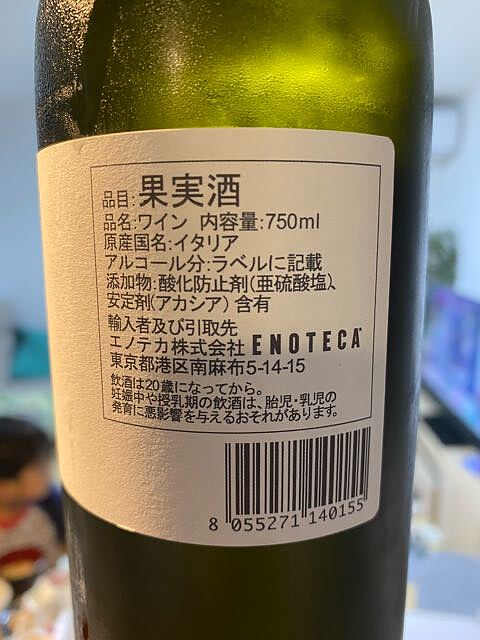 品目:果実酒
品名:ワイン 内容量:750ml
原産国名:イタリア
アルコール分:ラベルに記載
添加物:酸化防止剤(亜硫酸塩)、
安定剤(アカシア)含有
輸入者及び引取先
エノテカ株式会社 ENOTECA
東京都港区南麻布5-14-15
飲酒は20歳になってから。
妊娠中や授乳期の飲酒は、胎児・乳児の
発育に悪影響を与えるおそれがあります。
8 055271 140155